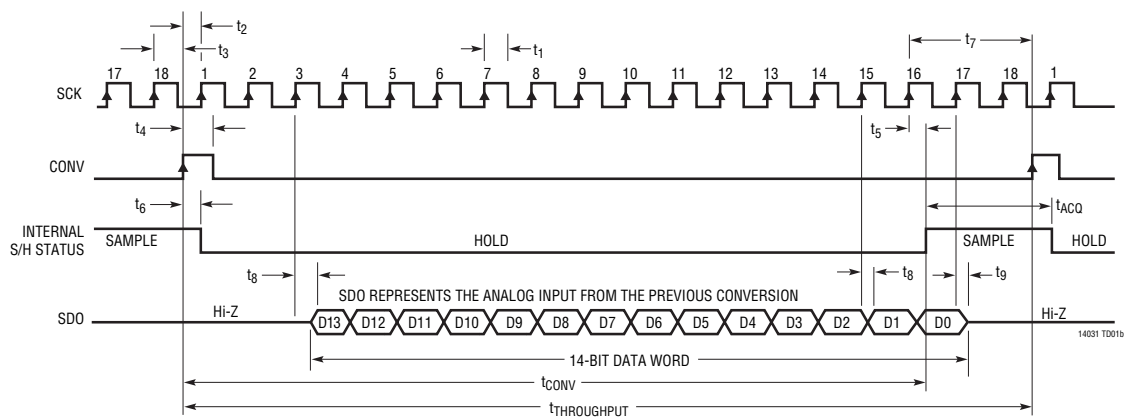 t2
t3
t1
t7
17 18 1 2 3 4 5 6 7 8 9 10 11 12 13 14 15 16 17 18 1
SCK
t4
t5
CONV
t6
tACQ
INTERNAL
S/H STATUS
SAMPLE
HOLD
SAMPLE
HOLD
t8
t8
t9
SDO REPRESENTS THE ANALOG INPUT FROM THE PREVIOUS CONVERSION
SDO
Hi-Z
D13 D12 D11 D10 D9 D8 D7 D6 D5 D4 D3 D2 D1 D0
Hi-Z
14031 TD01b
14-BIT DATA WORD
tCONV
tTHROUGHPUT